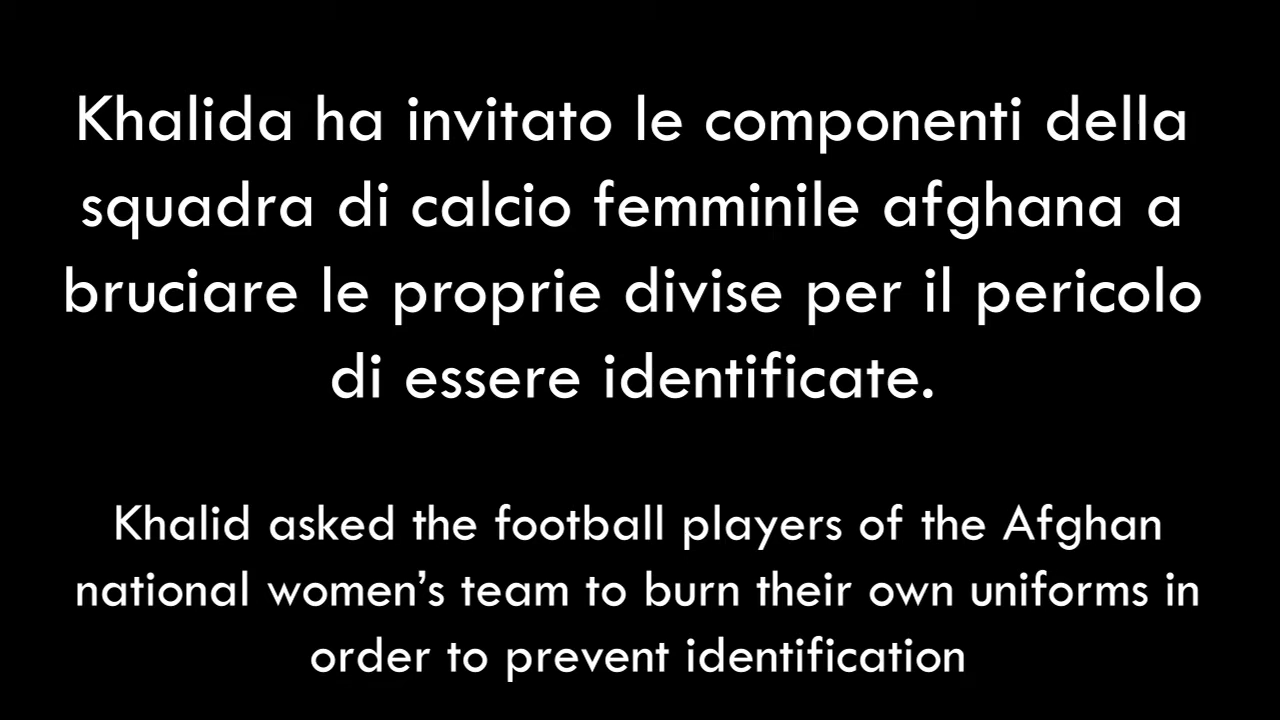 Khalida ha invitato le componenti della
squadra di calcio femminile afghana a
bruciare le proprie divise per il pericolo
di essere identificate.
Khalid asked the football players of the Afghan
national women’s team to burn their own uniforms in
order to prevent identification